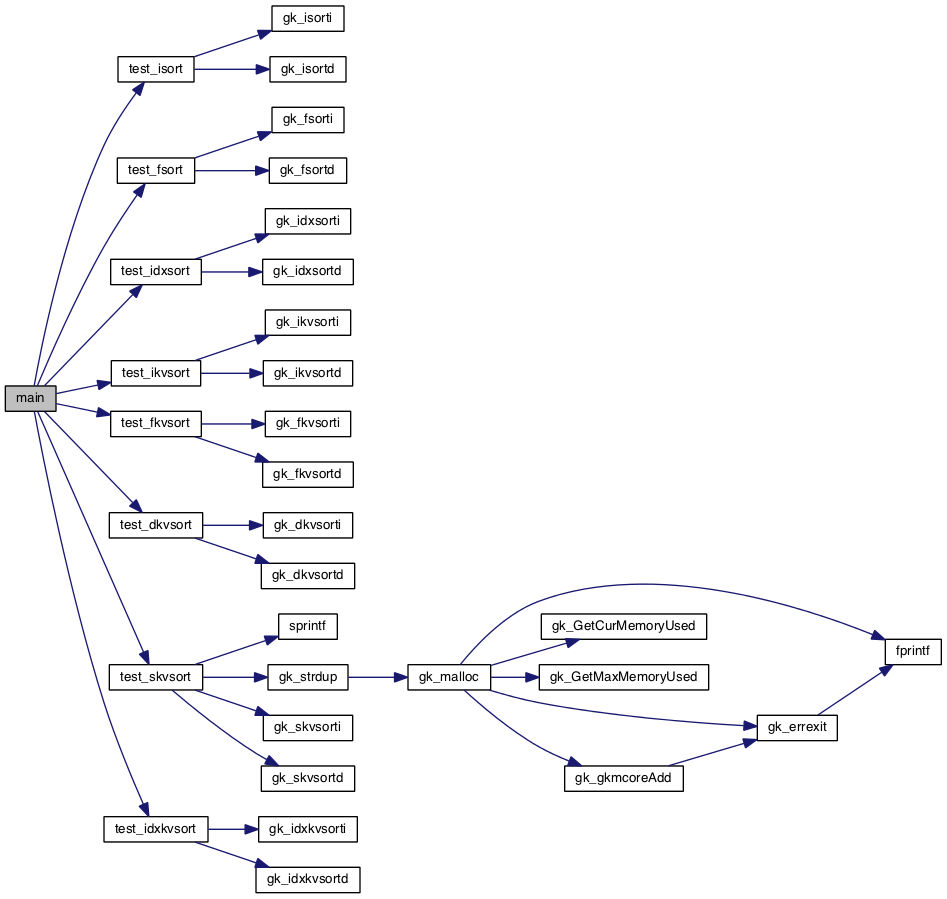 gk_isorti
test_isort
gk_isortd
gk_fsorti
test_fsort
gk_fsortd
gk_idxsorti
test_idxsort
gk_idxsortd
gk_ikvsorti
test_ikvsort
gk_ikvsortd
main
test_fkvsort
gk_fkvsorti
gk_fkvsortd
test_dkvsort
gk_dkvsorti
gk_dkvsortd
sprintf
gk_GetCurMemoryUsed
fprintf
test_skvsort
gk_strdup
gk_malloc
gk_GetMaxMemoryUsed
gk_skvsorti
gk_errexit
gk_skvsortd
gk_gkmcoreAdd
test_idxkvsort
gk_idxkvsorti
gk_idxkvsortd